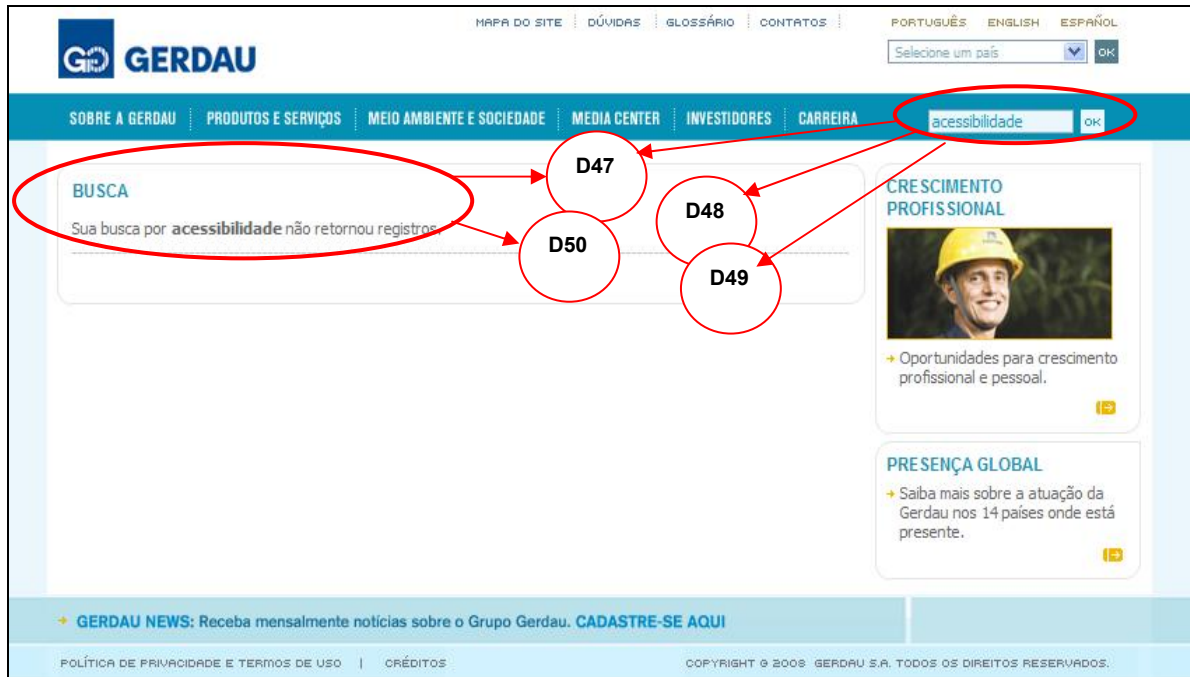 MAPA DO SITE DÚVIDAS GLOSSÁRIO CONTATOS
PORTUGUÊS ENGLISH ESPAÑOL
GG GERDAU
Selecione um país OK
SOBRE A GERDAU PRODUTOS E SERVIÇOS MEIO AMBIENTE E SOCIEDADE MEDIA CENTER INVESTIDORES CARREIRA
acessibilidade OK
BUSCA
Sua busca por acessibilidade não retornou registros.
D47
D48
D50
D49
CRESCIMENTO
PROFISSIONAL
Oportunidades para crescimento
profissional e pessoal.
PRESENÇA GLOBAL
Saiba mais sobre a atuação da
Gerdau nos 14 países onde está
presente.
GERDAU NEWS: Receba mensalmente notícias sobre o Grupo Gerdau. CADASTRE-SE AQUI
POLÍTICA DE PRIVACIDADE E TERMOS DE USO | CRÉDITOS
COPYRIGHT © 2008 GERDAU S.A. TODOS OS DIREITOS RESERVADOS.